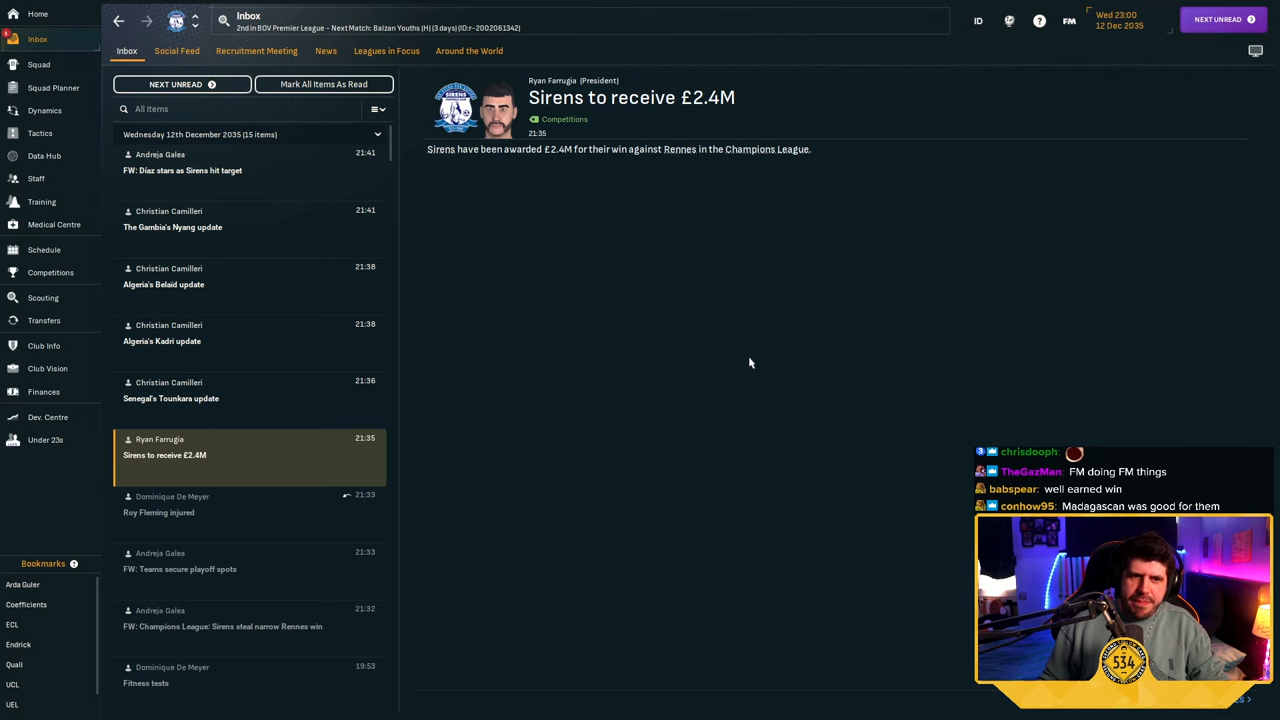 Home
Inbox
2nd in BOV Premier League - Next Match: Balzan Youths (H) (3 days) (ID:r-2002061342)
ID
FM
Wed 23:00
12 Dec 2035
NEXT UNREAD
6
Inbox
Inbox
Social Feed
Recruitment Meeting
News
Leagues in Focus
Around the World
Squad
Squad Planner
Dynamics
Tactics
Data Hub
Staff
Training
Medical Centre
Schedule
Competitions
Scouting
Transfers
Club Info
Club Vision
Finances
Dev. Centre
Under 23s
Bookmarks
Arda Guler
Coefficients
ECL
Endrick
Quali
UCL
UEL
NEXT UNREAD
Mark All Items As Read
All Items
Wednesday 12th December 2035 (15 items)
Andreja Galea 21:41
FW: Díaz stars as Sirens hit target
Christian Camilleri 21:41
The Gambia's Nyang update
Christian Camilleri 21:38
Algeria's Belaïd update
Christian Camilleri 21:38
Algeria's Kadri update
Christian Camilleri 21:36
Senegal's Tounkara update
Ryan Farrugia 21:35
Sirens to receive £2.4M
Dominique De Meyer 21:33
Roy Fleming injured
Andreja Galea 21:33
FW: Teams secure playoff spots
Andreja Galea 21:32
FW: Champions League: Sirens steal narrow Rennes win
Dominique De Meyer 19:53
Fitness tests
SIRENS
Ryan Farrugia (President)
Sirens to receive £2.4M
Competitions
21:35
Sirens have been awarded £2.4M for their win against Rennes in the Champions League.
3 chrisdooph:
TheGazMan: FM doing FM things
babspear: well earned win
conhow95: Madagascan was good for them
534